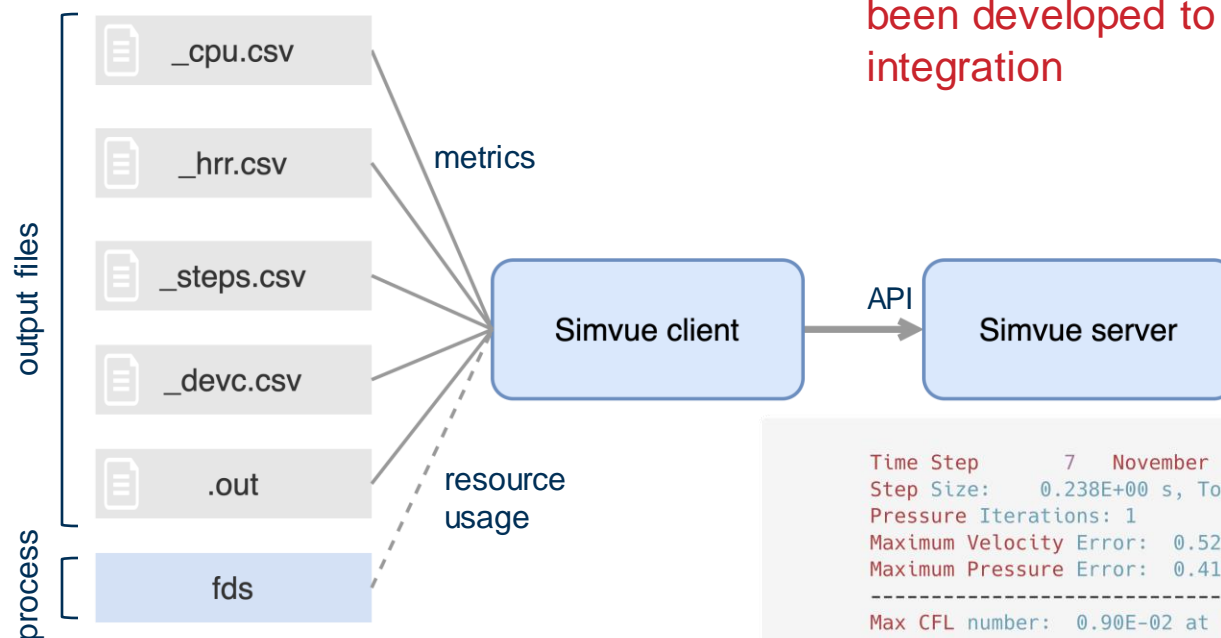 been developed to
integration
output files
_cpu.csv
_hrr.csv
_steps.csv
_devc.csv
.out
process
fds
metrics
resource
usage
Simvue client
API
Simvue server
Time Step 7 November
Step Size: 0.238E+00 s, To
Pressure Iterations: 1
Maximum Velocity Error: 0.52
Maximum Pressure Error: 0.41
-------------------------------
Max CFL number: 0.90E-02 at